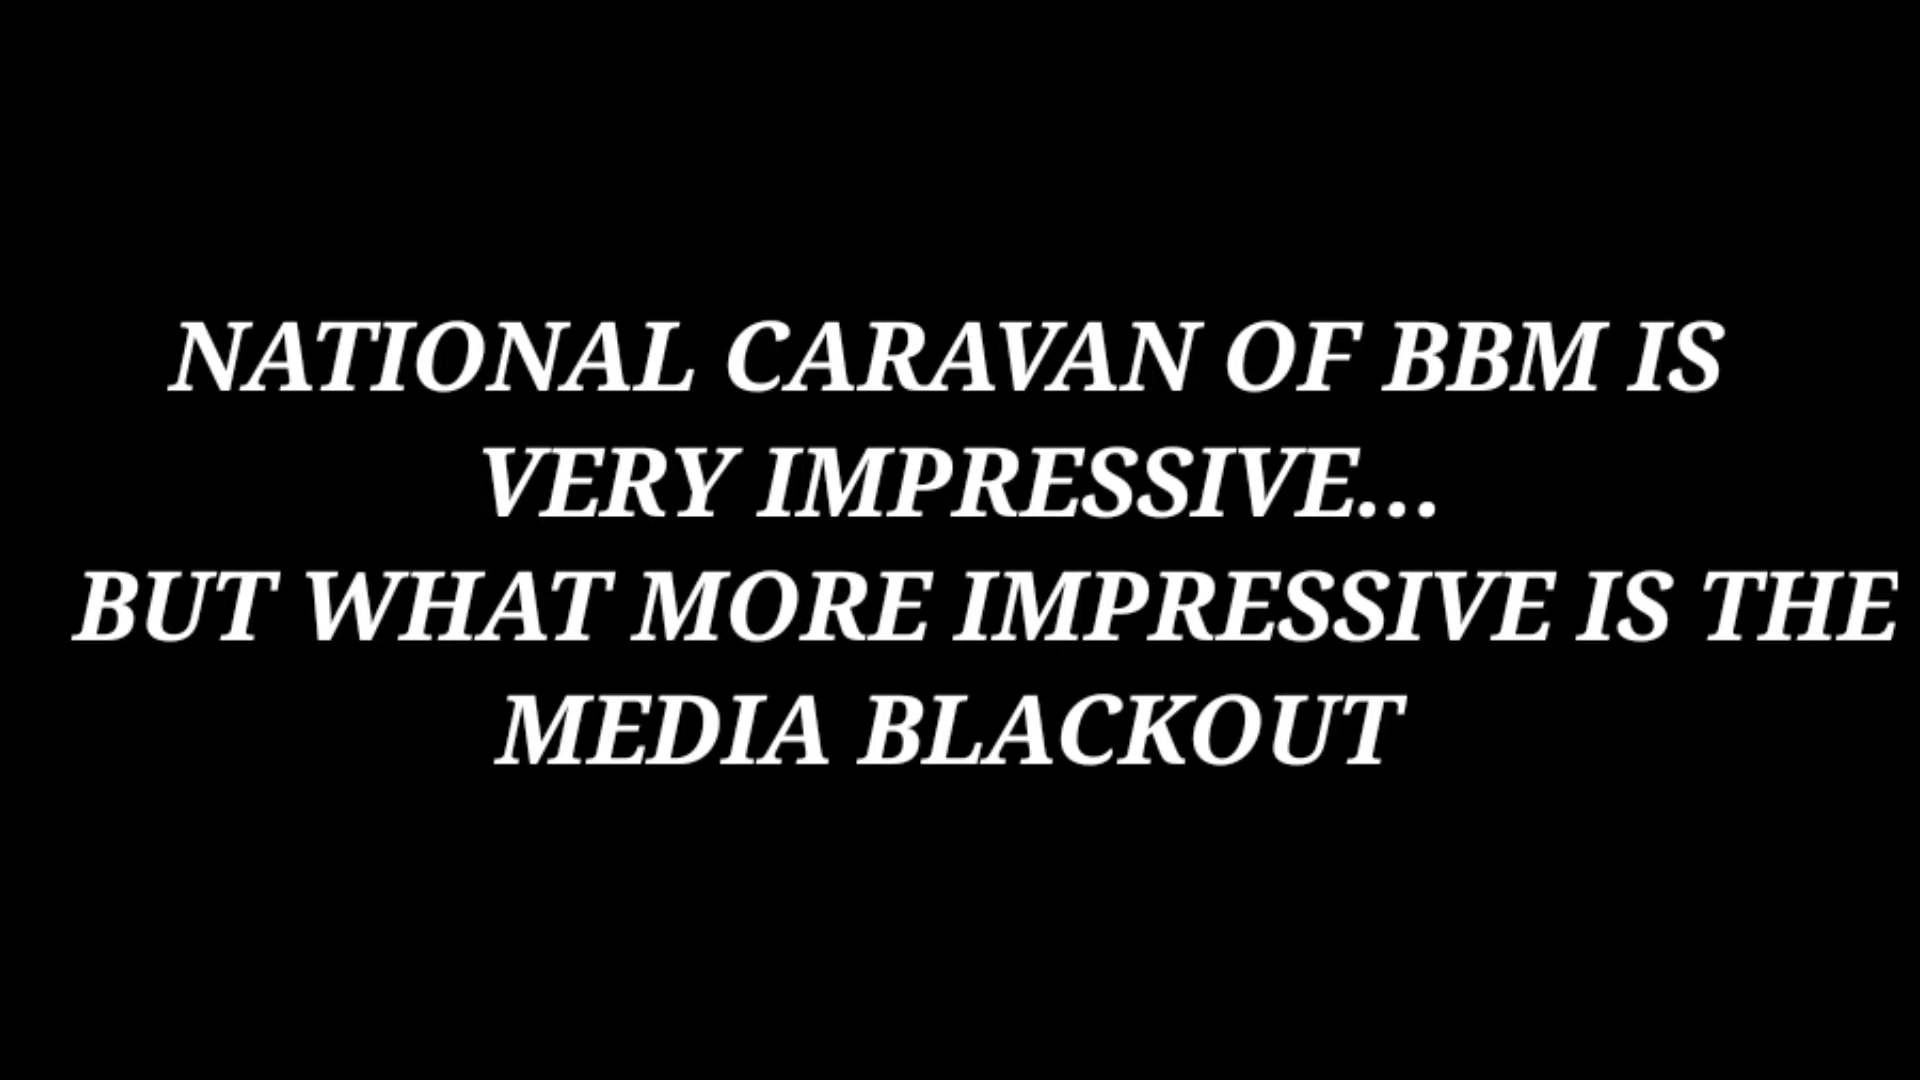 NATIONAL CARAVAN OF BBM IS
VERY IMPRESSIVE...
BUT WHAT MORE IMPRESSIVE IS THE
MEDIA BLACKOUT